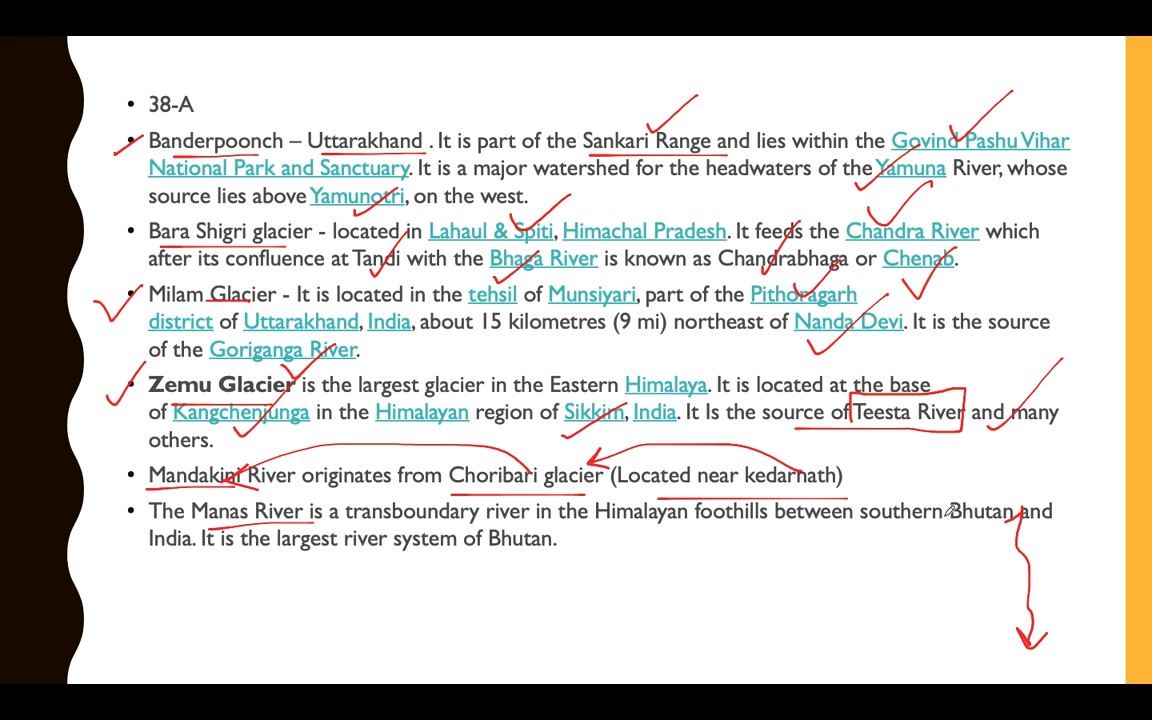 38-A
Banderpoonch – Uttarakhand . It is part of the Sankari Range and lies within the Govind Pashu Vihar
National Park and Sanctuary. It is a major watershed for the headwaters of the Yamuna River, whose
source lies above Yamunotri, on the west.
Bara Shigri glacier - located in Lahaul & Spiti, Himachal Pradesh. It feeds the Chandra River which
after its confluence at Tandi with the Bhaga River is known as Chandrabhaga or Chenab.
Milam Glacier - It is located in the tehsil of Munsiyari, part of the Pithoragarh
district of Uttarakhand, India, about 15 kilometres (9 mi) northeast of Nanda Devi. It is the source
of the Goriganga River.
Zemu Glacier is the largest glacier in the Eastern Himalaya. It is located at the base
of Kangchenjunga in the Himalayan region of Sikkim, India. It Is the source of Teesta River and many
others.
Mandakini River originates from Choribari glacier (Located near kedarnath)
The Manas River is a transboundary river in the Himalayan foothills between southern Bhutan and
India. It is the largest river system of Bhutan.